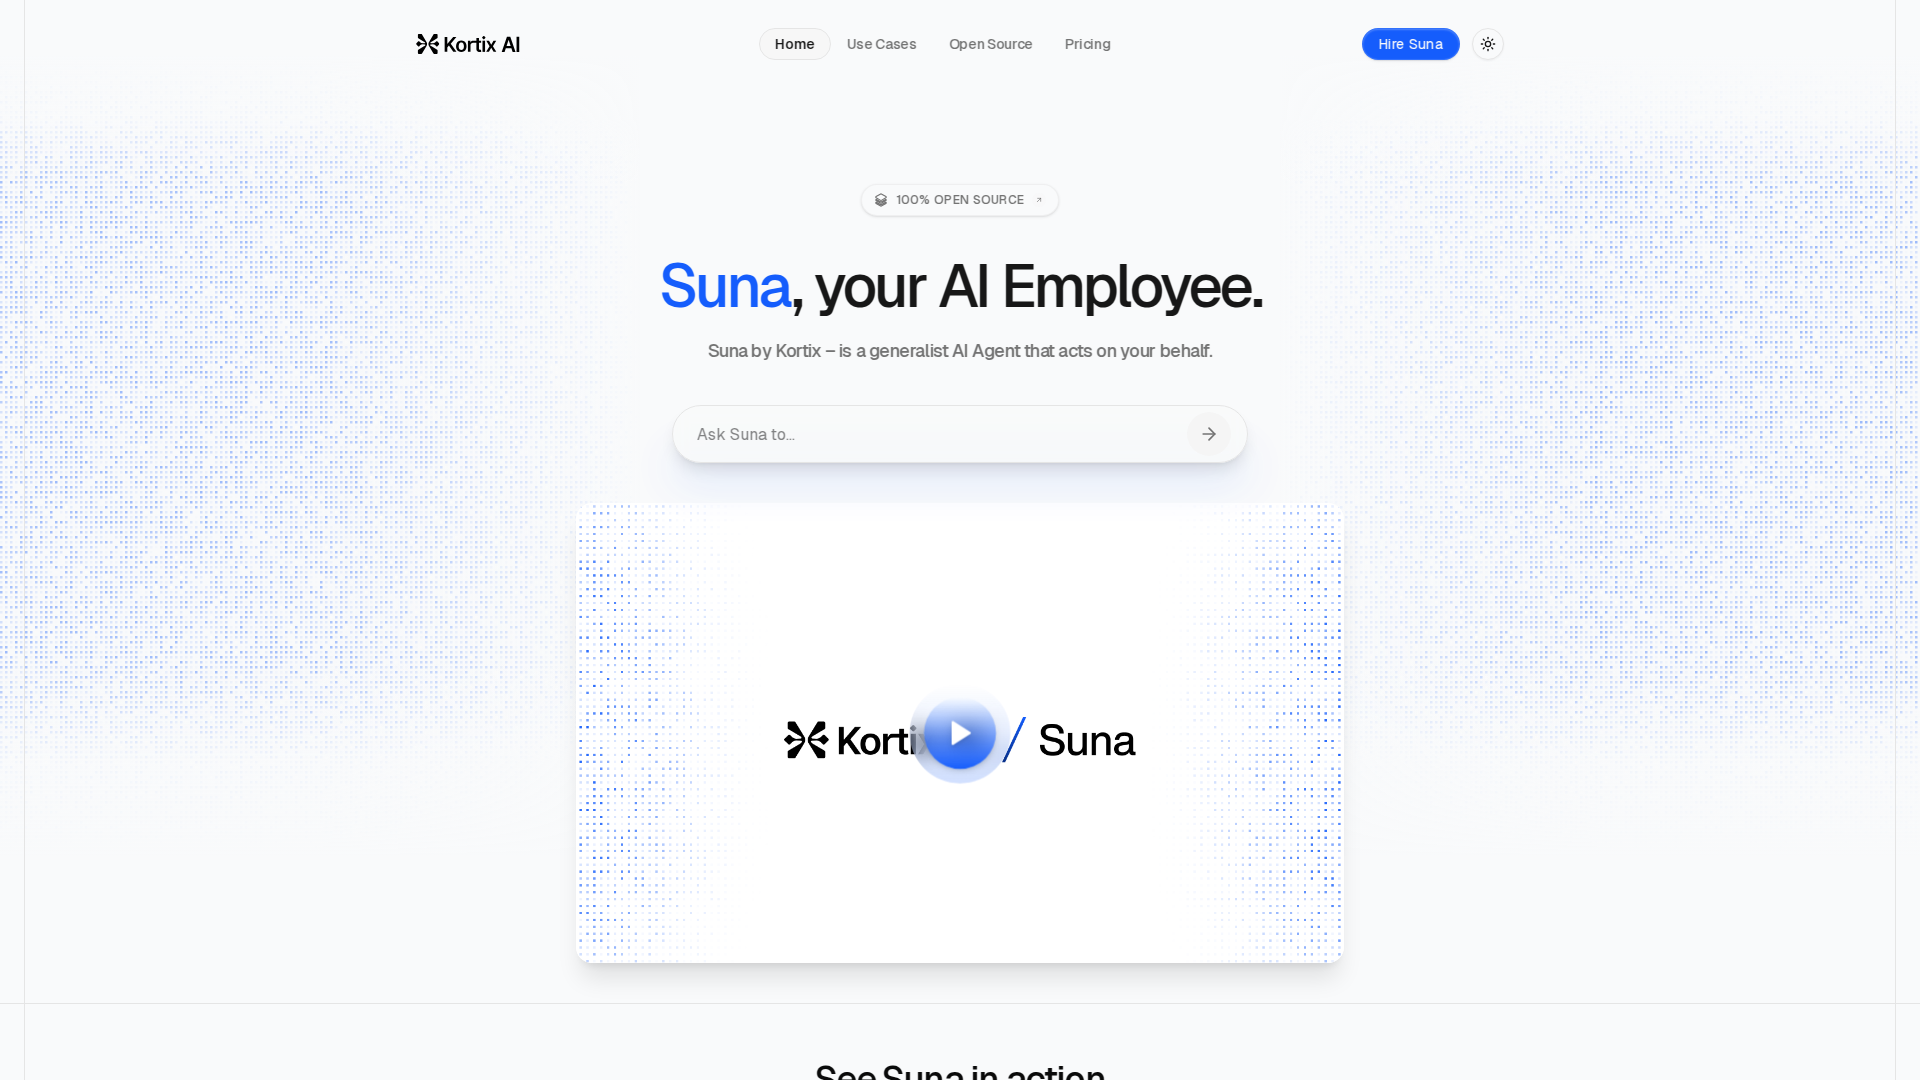 Kortix AI
Home
Use Cases
Open Source
Pricing
Hire Suna
100% OPEN SOURCE
Suna, your AI Employee.
Suna by Kortix – is a generalist AI Agent that acts on your behalf.
Ask Suna to...
Korti / Suna
See Suna in action